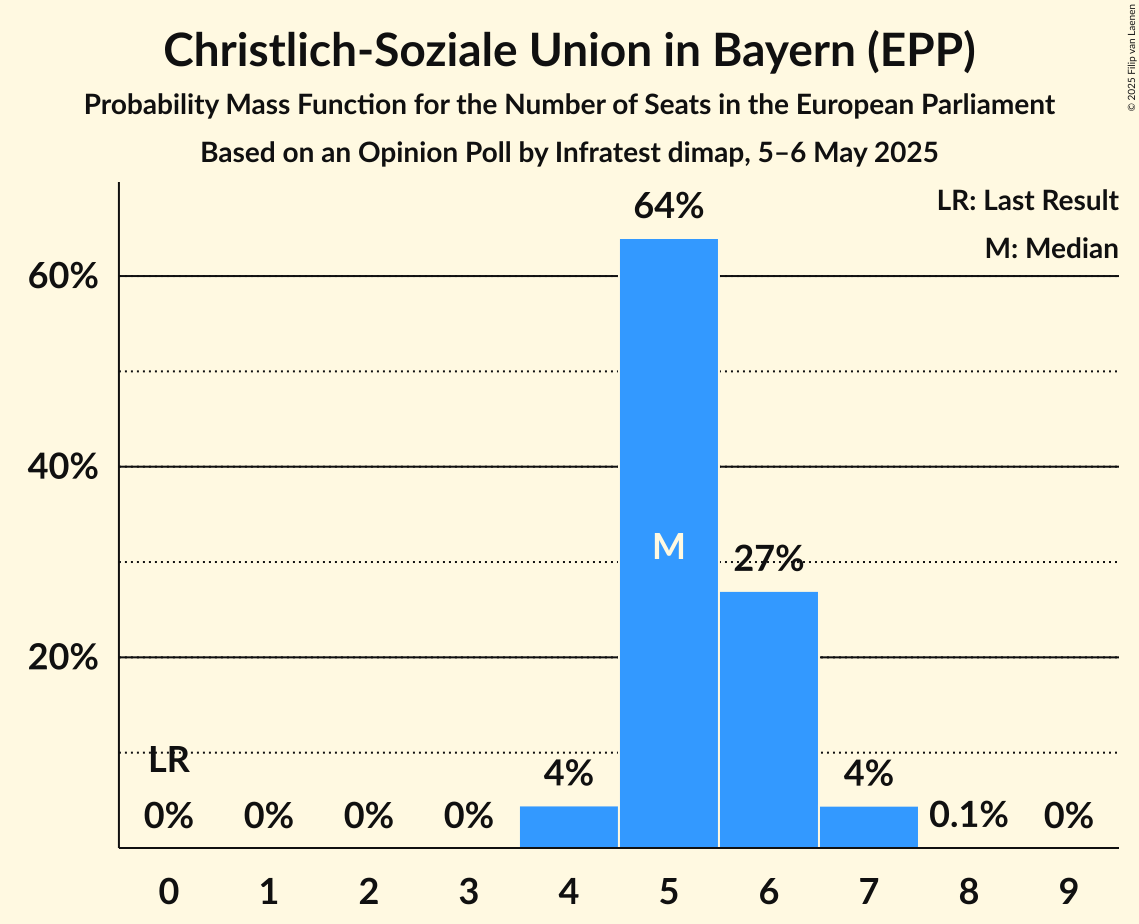 Christlich-Soziale Union in Bayern (EPP)
Probability Mass Function for the Number of Seats in the European Parliament
Based on an Opinion Poll by Infratest dimap, 5–6 May 2025
© 2025 Filip van Laenen
LR: Last Result
M: Median
64%
60%
40%
M
27%
20%
LR
4%
4%
0% 0% 0% 0% 0.1% 0%
0 1 2 3 4 5 6 7 8 9